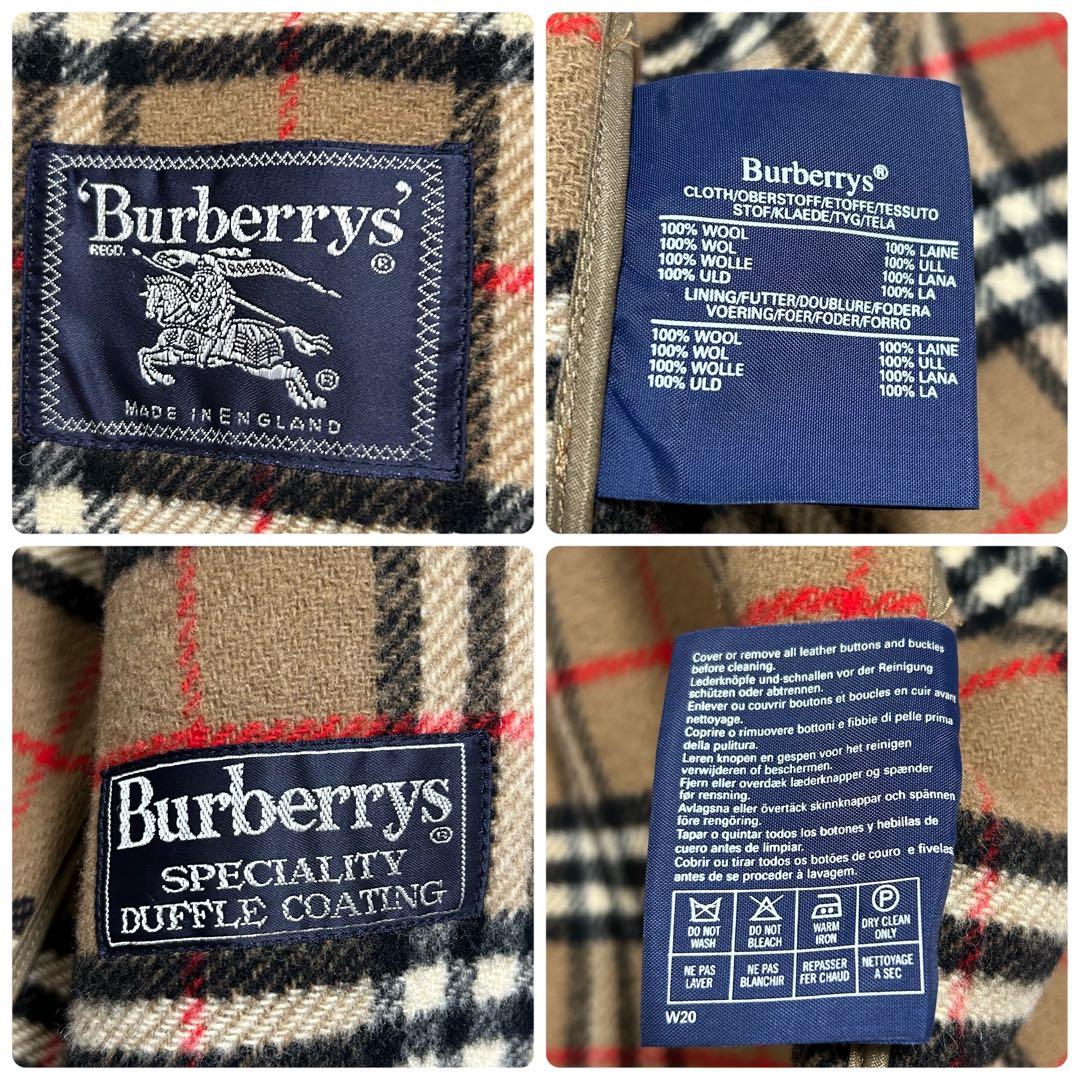 'Burberrys'
REGD.
®
®
MADE IN ENGLAND
Burberrys®
CLOTH/OBERSTOFF/ETOFFE/TESSUTO
STOF/KLAEDE/TYG/TELA
100% WOOL 100% LAINE
100% WOL 100% ULL
100% WOLLE 100% LANA
100% ULD 100% LA
LINING/FUTTER/DOUBLURE/FODERA
VOERING/FOER/FODER/FORRO
100% WOOL 100% LAINE
100% WOL 100% ULL
100% WOLLE 100% LANA
100% ULD 100% LA
Burberrys®
SPECIALITY
DUFFLE COATING
Cover or remove all leather buttons and buckles
before cleaning.
Lederknöpfe und-schnallen vor der Reinigung
schützen oder abtrennen.
Enlever ou couvrir boutons et boucles en cuir avant
nettoyage.
Coprire o rimuovere bottoni e fibbie di pelle prima
della pulitura.
Leren knopen en gespen voor het reinigen
verwijderen of beschermen.
Fjern eller overdæk læderknapper og spænder
før rensning.
Avlagsna eller övertäck skinnknappar och spännen
före rengöring.
Tapar o quintar todos los botones y hebillas de
cuero antes de limpiar.
Cobrir ou tirar todos os botões de couro e fivelas
antes de se proceder à lavagem.
P
DO NOT WASH DO NOT BLEACH WARM IRON DRY CLEAN ONLY
NE PAS LAVER NE PAS BLANCHIR REPASSER FER CHAUD NETTOYAGE A SEC
W20